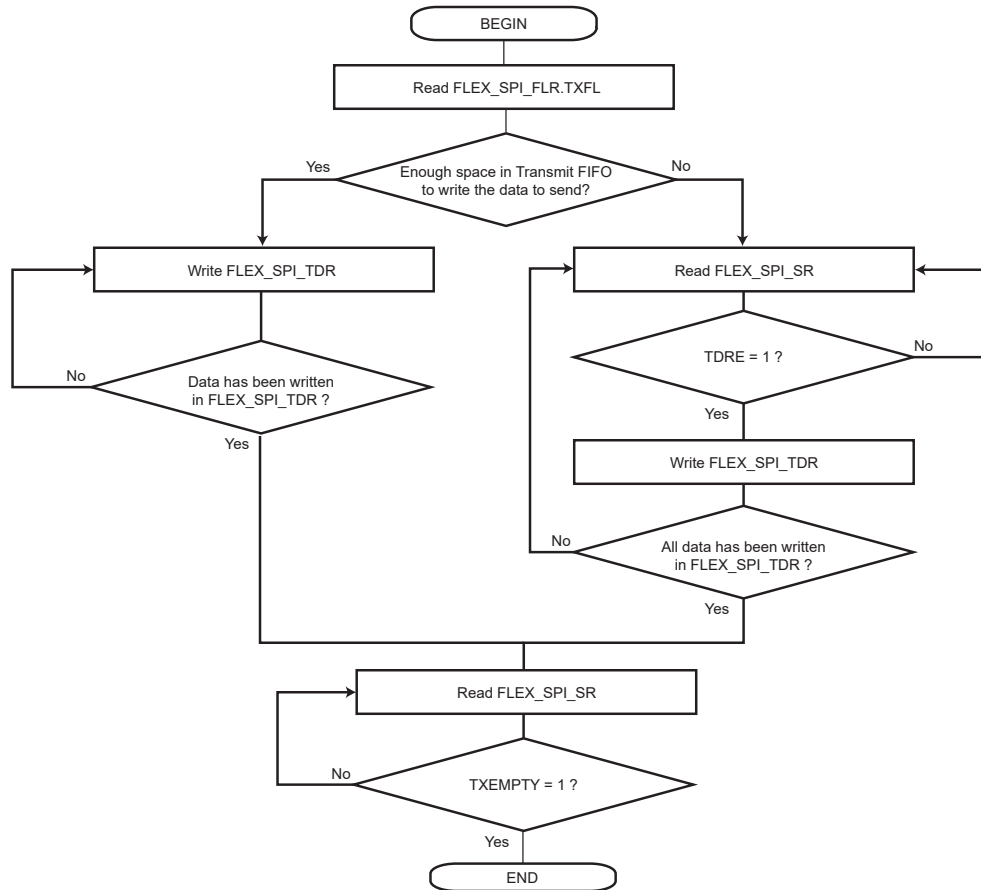 BEGIN
Read FLEX_SPI_FLR.TXFL
Enough space in Transmit FIFO
to write the data to send?
Yes
No
Write FLEX_SPI_TDR
Data has been written
in FLEX_SPI_TDR ?
No
Yes
Read FLEX_SPI_SR
TDRE = 1 ?
No
Yes
Write FLEX_SPI_TDR
All data has been written
in FLEX_SPI_TDR ?
No
Yes
Read FLEX_SPI_SR
TXEMPTY = 1 ?
No
Yes
END